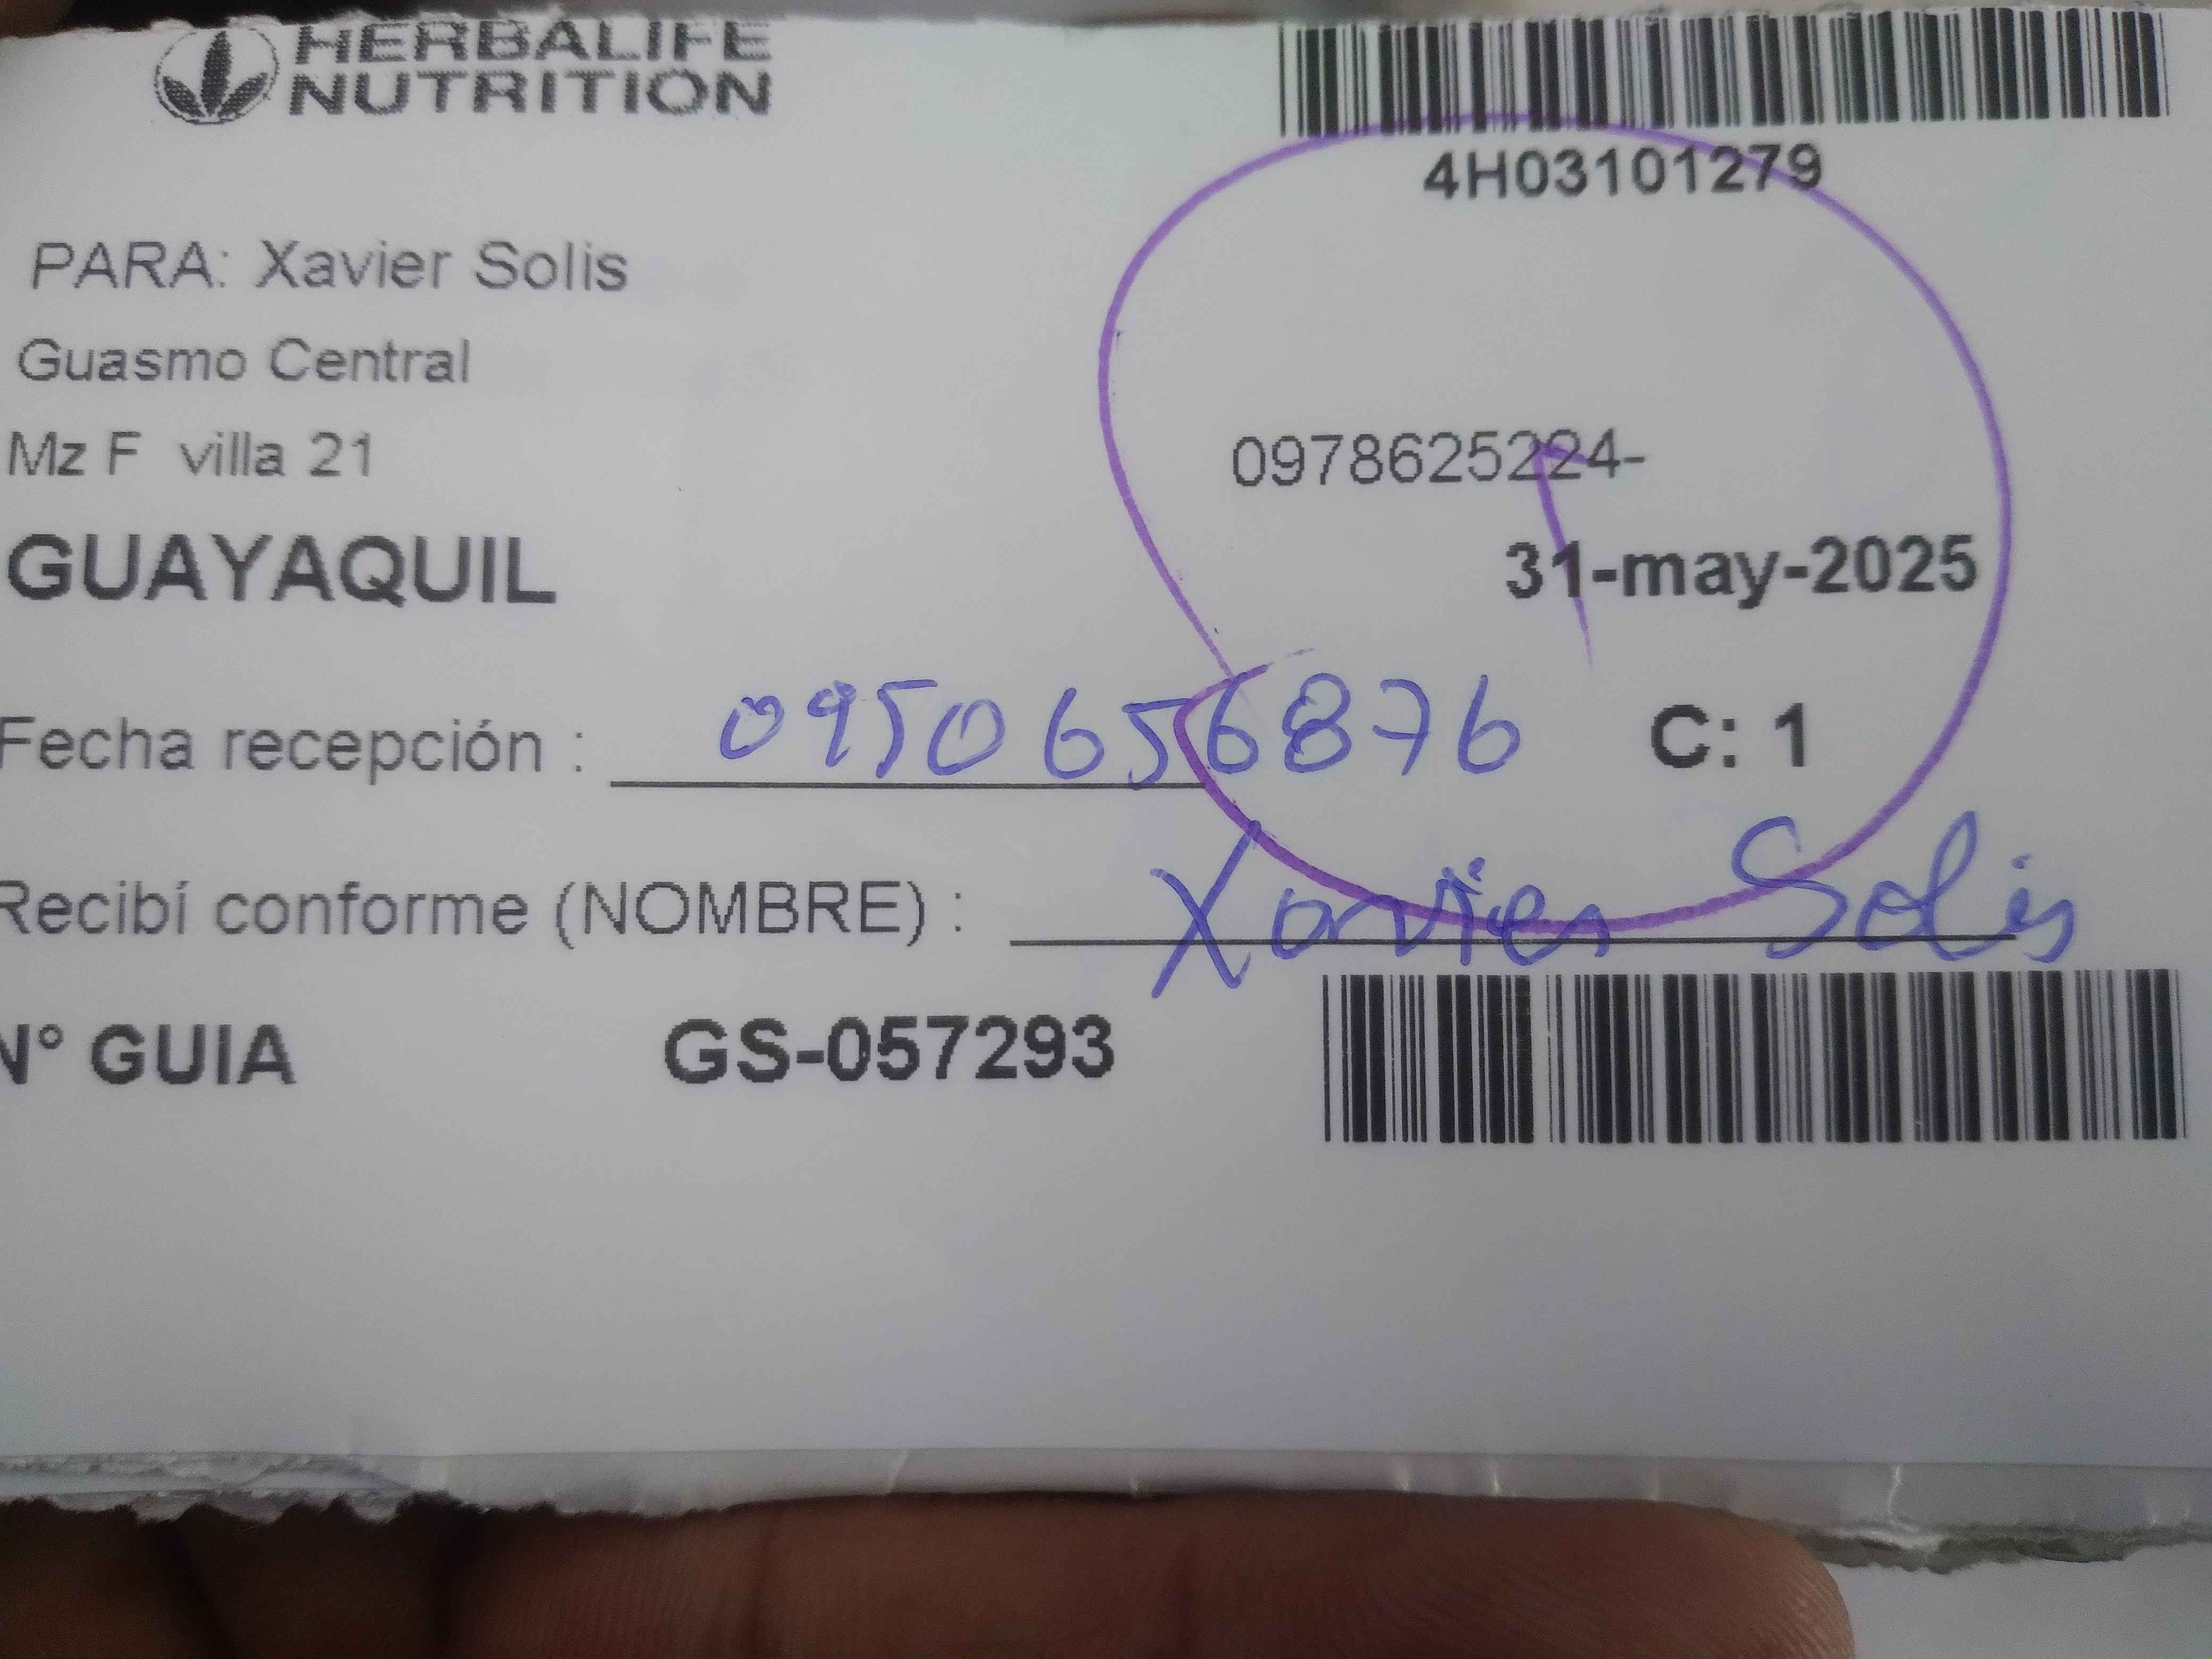 HERBALIFE
NUTRITION
4H03101279
PARA: Xavier Solis
Guasmo Central
Mz F villa 21
0978625224-
GUAYAQUIL
31-may-2025
Fecha recepción : 0950656876
C: 1
Recibí conforme (NOMBRE) : Xavier Solis
N° GUIA GS-057293